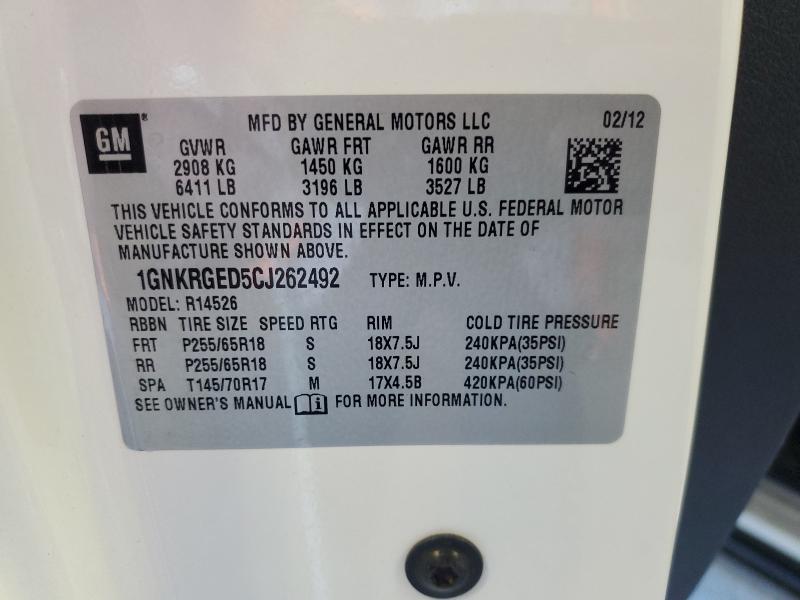 GM ® MFD BY GENERAL MOTORS LLC 02/12
GVWR GAWR FRT GAWR RR
2908 KG 1450 KG 1600 KG
6411 LB 3196 LB 3527 LB
THIS VEHICLE CONFORMS TO ALL APPLICABLE U.S. FEDERAL MOTOR
VEHICLE SAFETY STANDARDS IN EFFECT ON THE DATE OF
MANUFACTURE SHOWN ABOVE.
1GNKRGED5CJ262492 TYPE: M.P.V.
MODEL: R14526
RBBN TIRE SIZE SPEED RTG RIM COLD TIRE PRESSURE
FRT P255/65R18 S 18X7.5J 240KPA(35PSI)
RR P255/65R18 S 18X7.5J 240KPA(35PSI)
SPA T145/70R17 M 17X4.5B 420KPA(60PSI)
SEE OWNER'S MANUAL i FOR MORE INFORMATION.